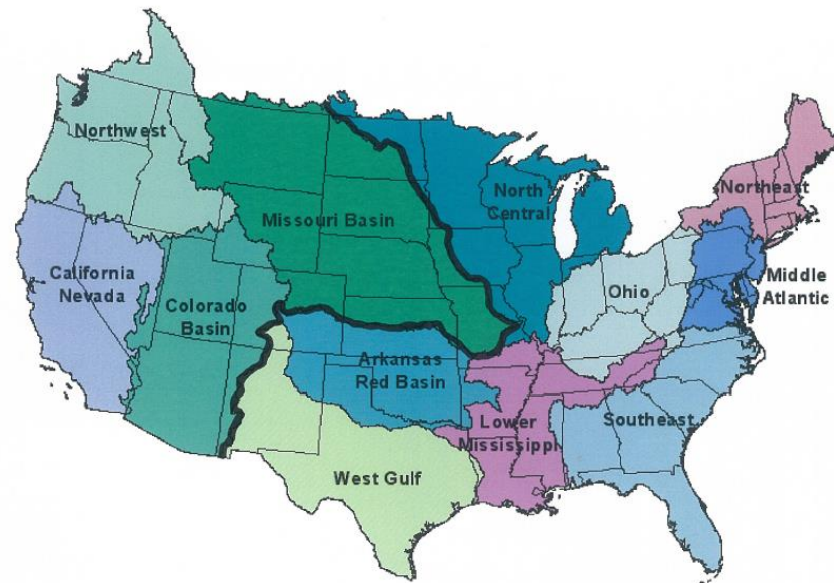 Northwest
Missouri Basin
North
Central
Northeast
California
Nevada
Colorado
Basin
Ohio
Middle
Atlantic
Arkansas
Red Basin
Lower
Mississippi
Southeast
West Gulf